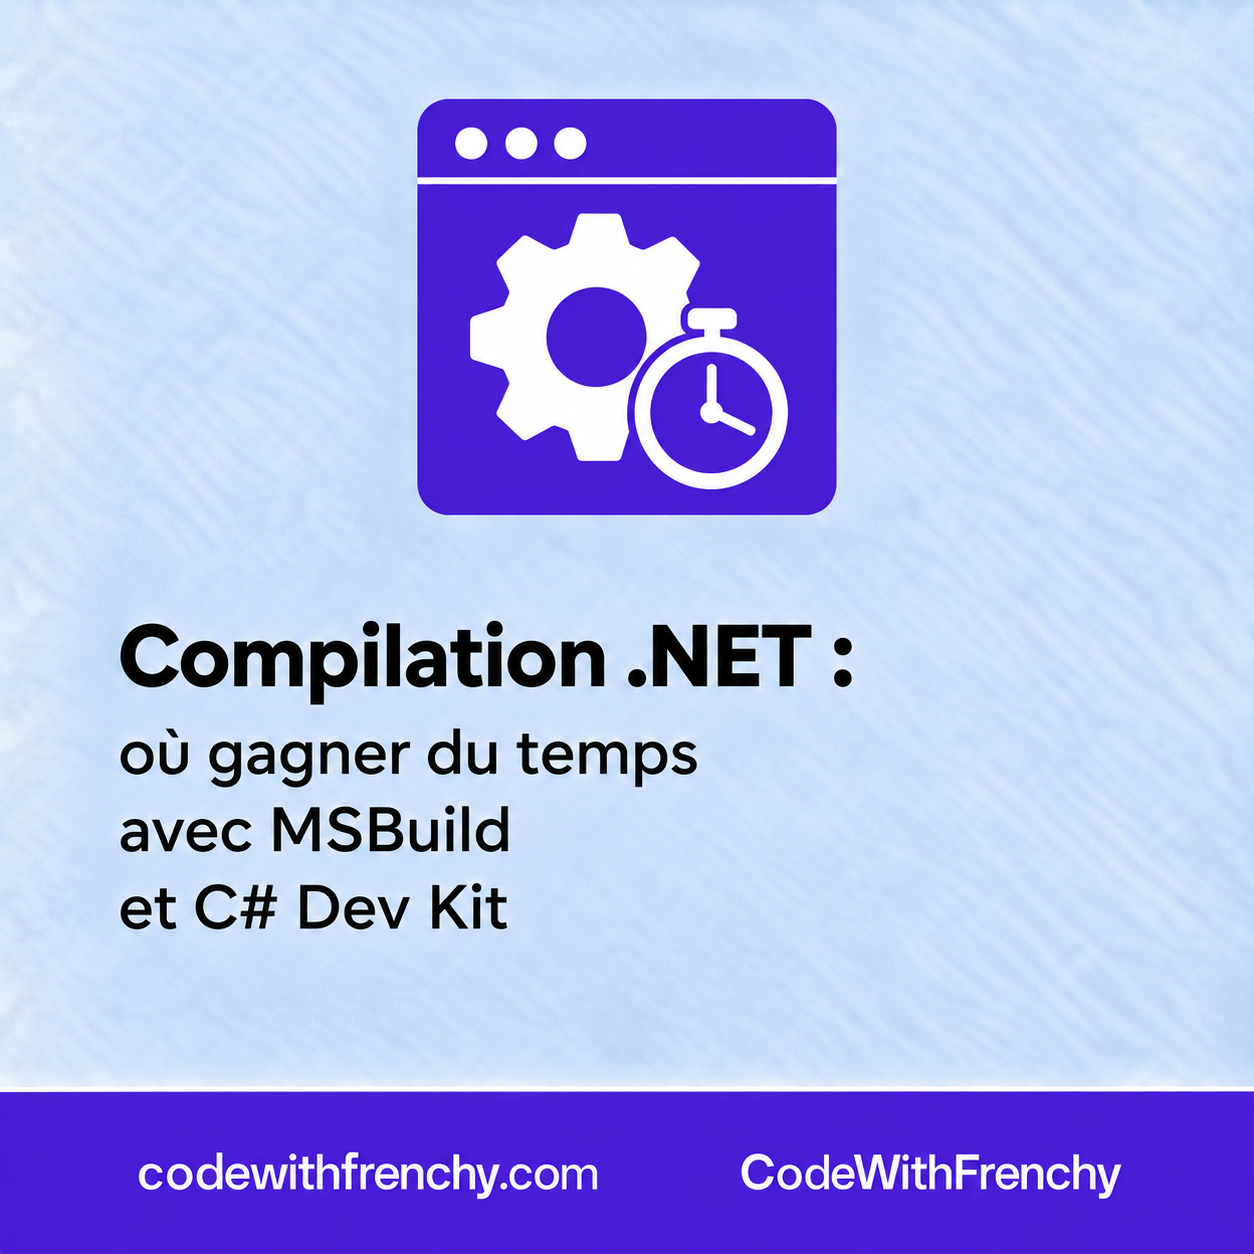 Compilation .NET :
où gagner du temps
avec MSBuild
et C# Dev Kit
codewithfrenchy.com
CodeWithFrenchy